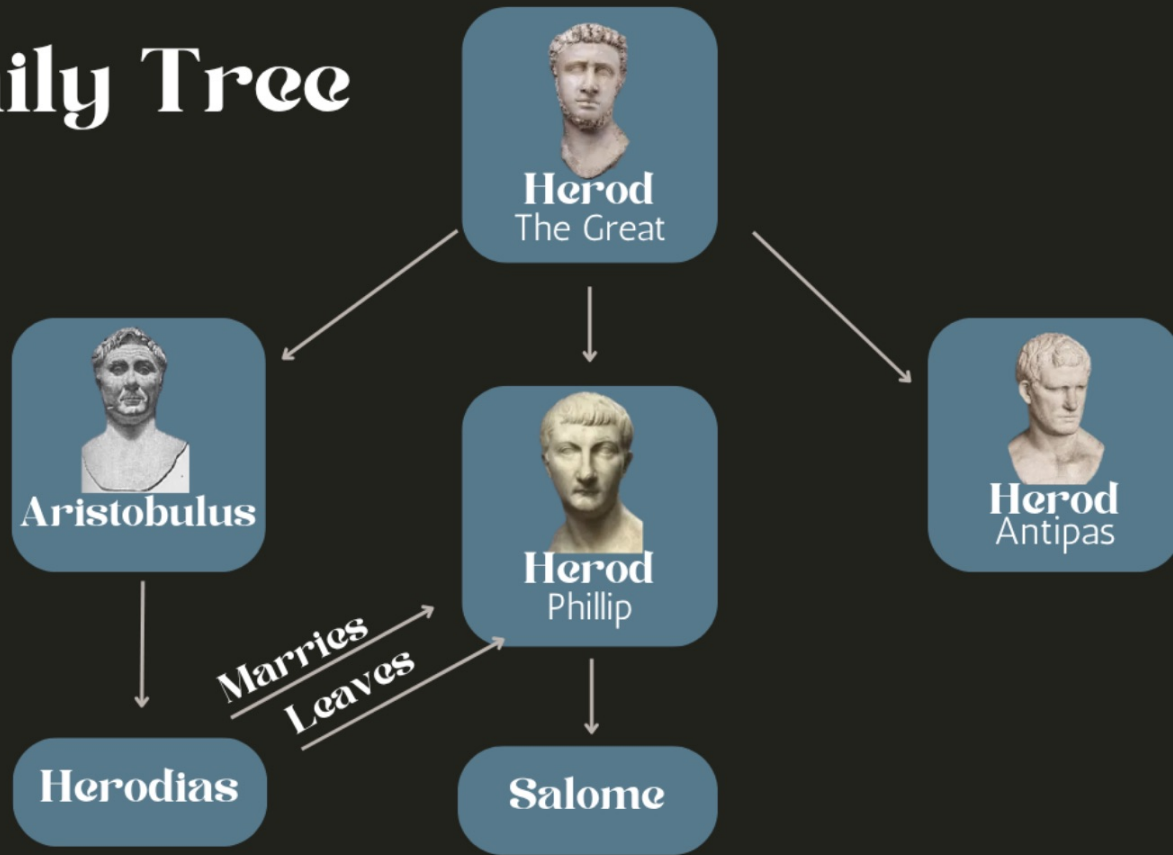 ily Tree
Herod
The Great
Aristobulus
Herod
Phillip
Herod
Antipas
Marries
Leaves
Herodias
Salome